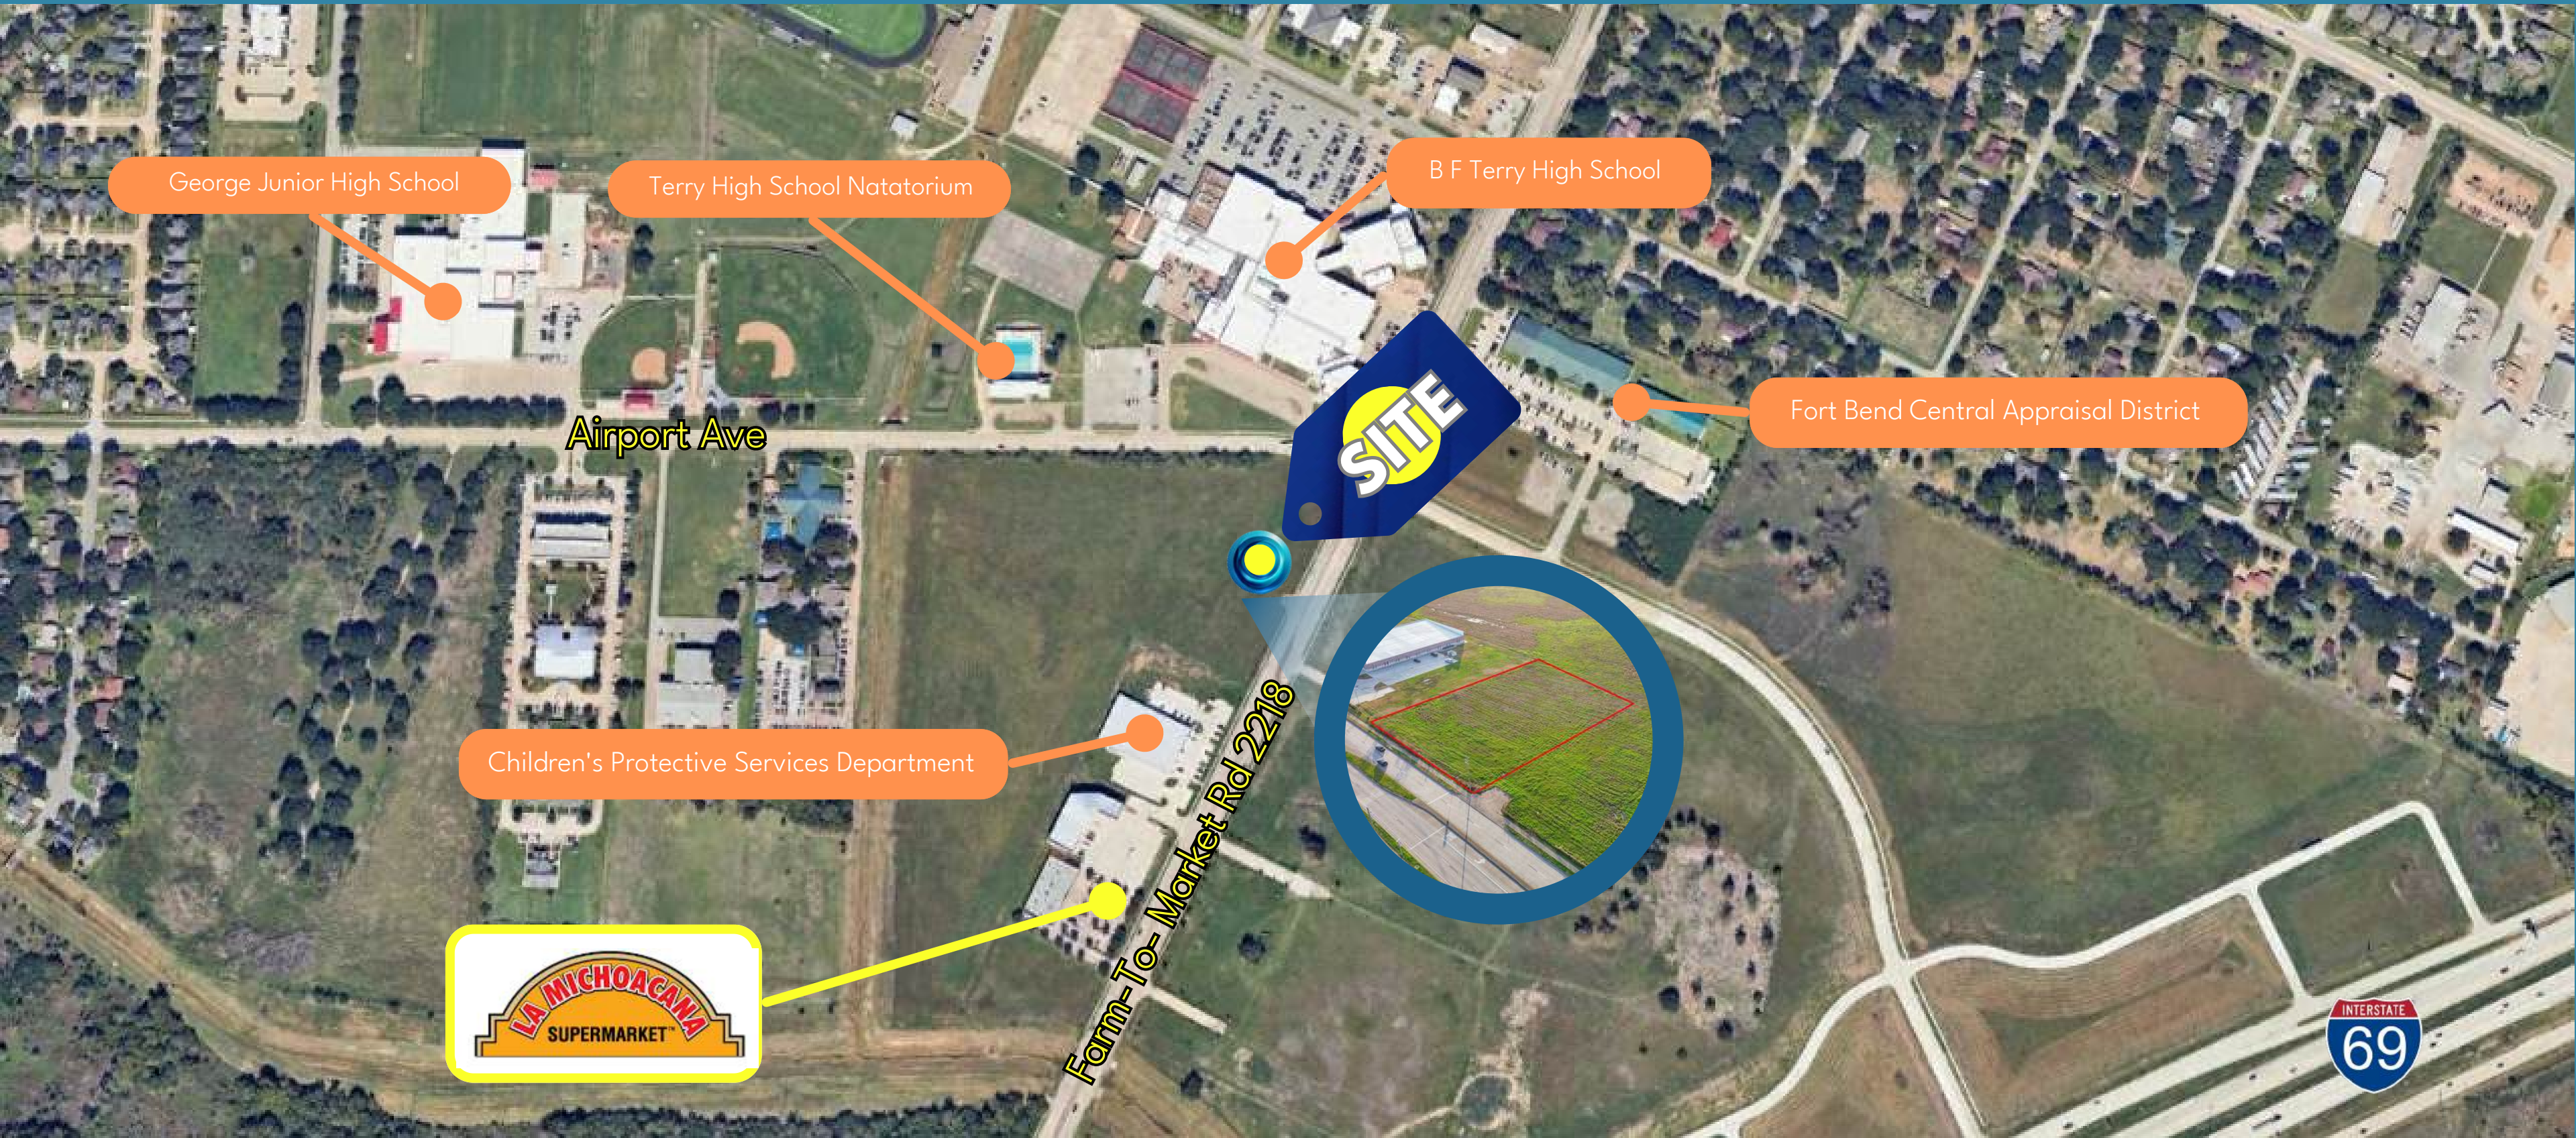 George Junior High School
Terry High School Natatorium
B F Terry High School
Fort Bend Central Appraisal District
Airport Ave
SITE
Children's Protective Services Department
Farm-To- Market Rd 2218
LA MICHOACANA
SUPERMARKET™
INTERSTATE
69